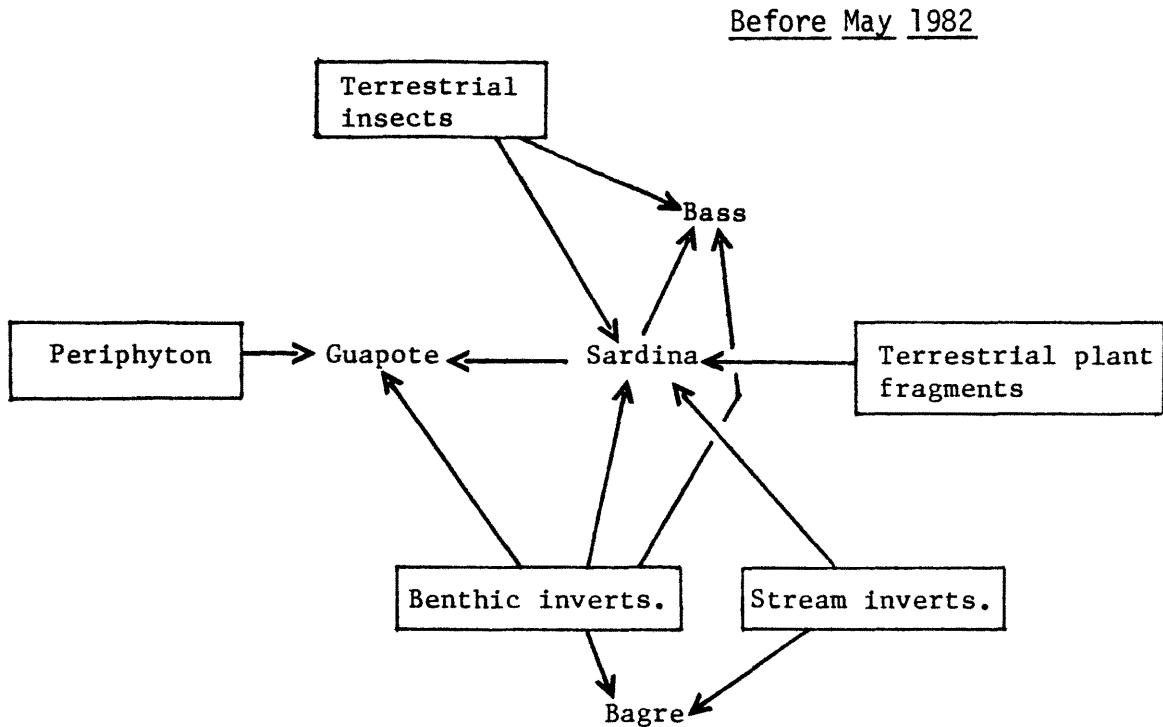 Before May 1982
Terrestrial
insects
Bass
Periphyton
Guapote
Sardina
Terrestrial plant
fragments
Benthic inverts.
Stream inverts.
Bagre